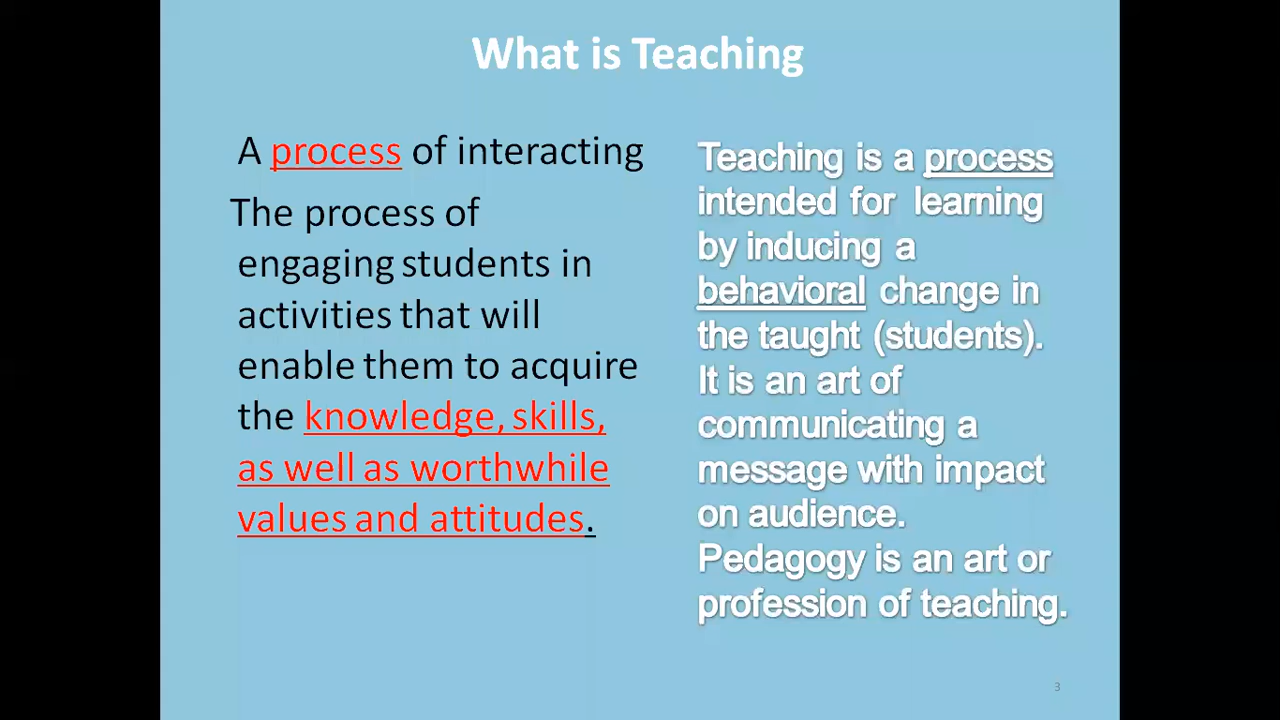 What is Teaching
A process of interacting
The process of
engaging students in
activities that will
enable them to acquire
the knowledge, skills,
as well as worthwhile
values and attitudes.
Teaching is a process
intended for learning
by inducing a
behavioral change in
the taught (students).
It is an art of
communicating a
message with impact
on audience.
Pedagogy is an art or
profession of teaching.
3